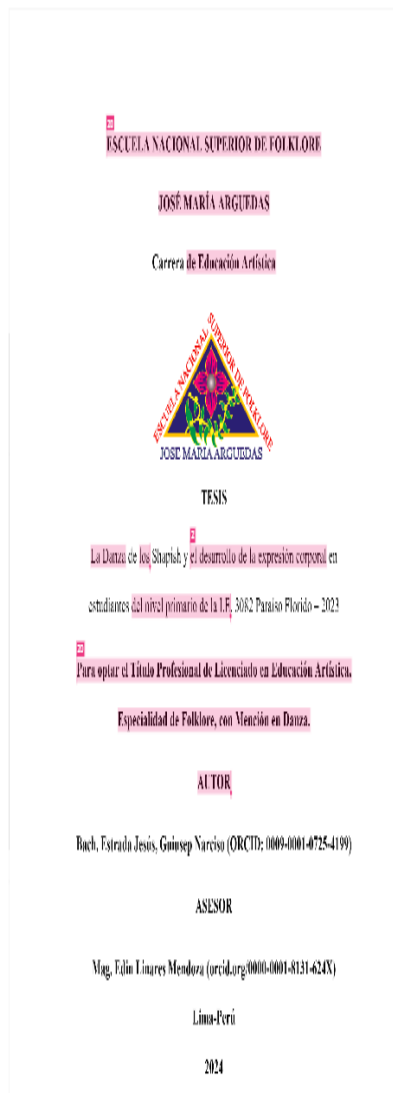 ESCUELA NACIONAL SUPERIOR DE FOLKLORE
JOSÉ MARÍA ARGUEDAS
Carrera de Educación Artística
ESCUELA NACIONAL SUPERIOR DE FOLKLORE
JOSE MARIA ARGUEDAS
TESIS
La Danza de los Shapish y el desarrollo de la expresión corporal en
estudiantes del nivel primario de la I.E. 3082 Paraíso Florido – 2023
Para optar el Título Profesional de Licenciado en Educación Artística.
Especialidad de Folklore, con Mención en Danza.
AUTOR
Bach. Estrada Jesús, Guiusep Narciso (ORCID: 0009-0001-0725-4199)
ASESOR
Mag. Edin Linares Mendoza (orcid.org/0000-0001-8131-624X)
Lima-Perú
2024